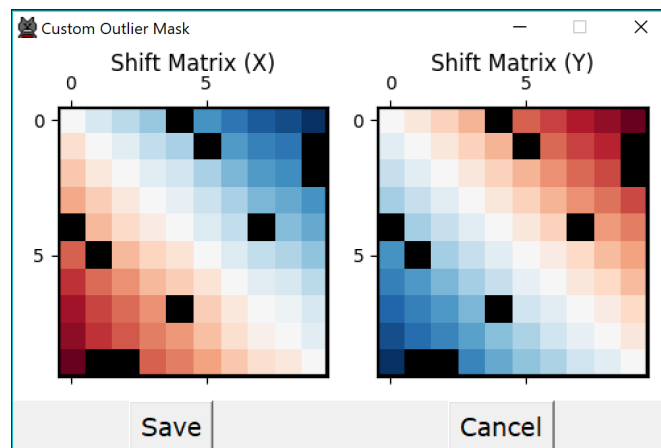 Custom Outlier Mask
Shift Matrix (X)
0 5
0
5
Shift Matrix (Y)
0 5
0
5
Save
Cancel